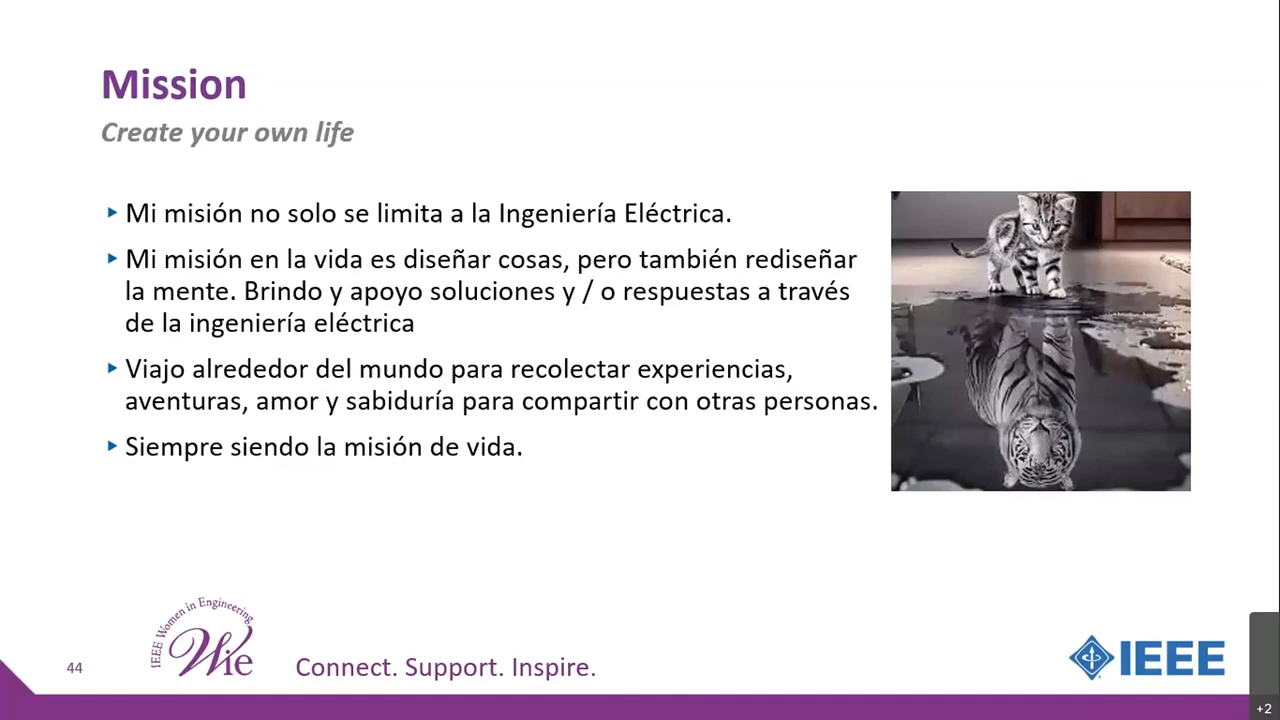 Mission
Create your own life
Mi misión no solo se limita a la Ingeniería Eléctrica.
Mi misión en la vida es diseñar cosas, pero también rediseñar
la mente. Brindo y apoyo soluciones y / o respuestas a través
de la ingeniería eléctrica
Viajo alrededor del mundo para recolectar experiencias,
aventuras, amor y sabiduría para compartir con otras personas.
Siempre siendo la misión de vida.
44
IEEE Women in Engineering
Wie
Connect. Support. Inspire.
IEEE
+2